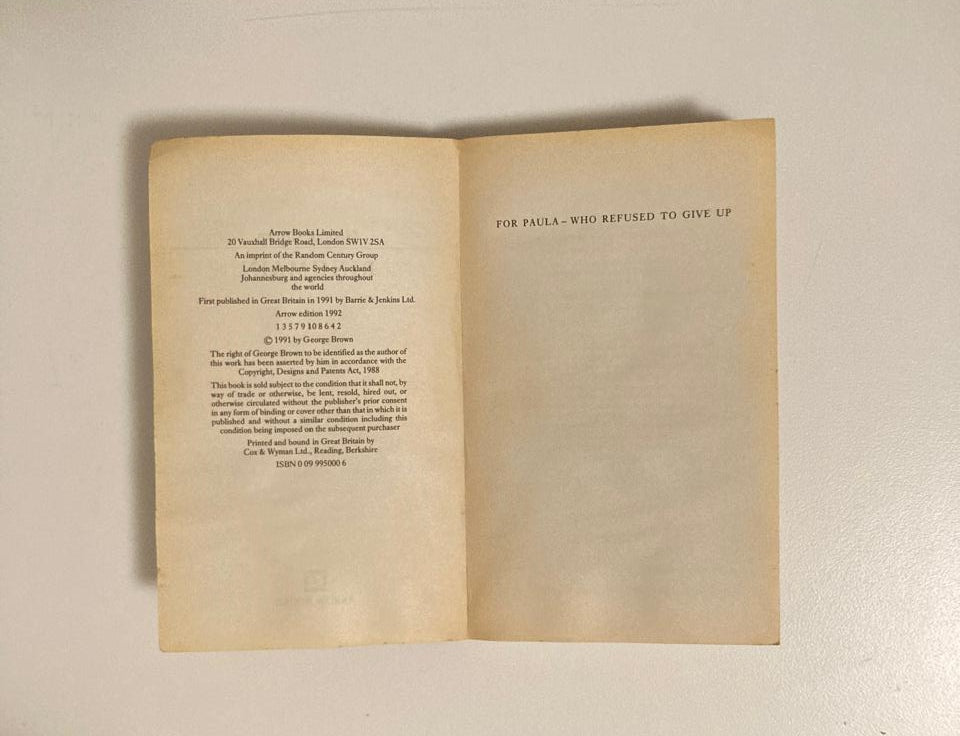 Arrow Books Limited
20 Vauxhall Bridge Road, London SW1V 2SA
An imprint of the Random Century Group
London Melbourne Sydney Auckland
Johannesburg and agencies throughout
the world
First published in Great Britain in 1991 by Barrie & Jenkins Ltd.
Arrow edition 1992
1 3 5 7 9 10 8 6 4 2
© 1991 by George Brown
The right of George Brown to be identified as the author of
this work has been asserted by him in accordance with the
Copyright, Designs and Patents Act, 1988
This book is sold subject to the condition that it shall not, by
way of trade or otherwise, be lent, resold, hired out, or
otherwise circulated without the publisher's prior consent
in any form of binding or cover other than that in which it is
published and without a similar condition including this
condition being imposed on the subsequent purchaser
Printed and bound in Great Britain by
Cox & Wyman Ltd., Reading, Berkshire
ISBN 0 09 995000 6
FOR PAULA – WHO REFUSED TO GIVE UP